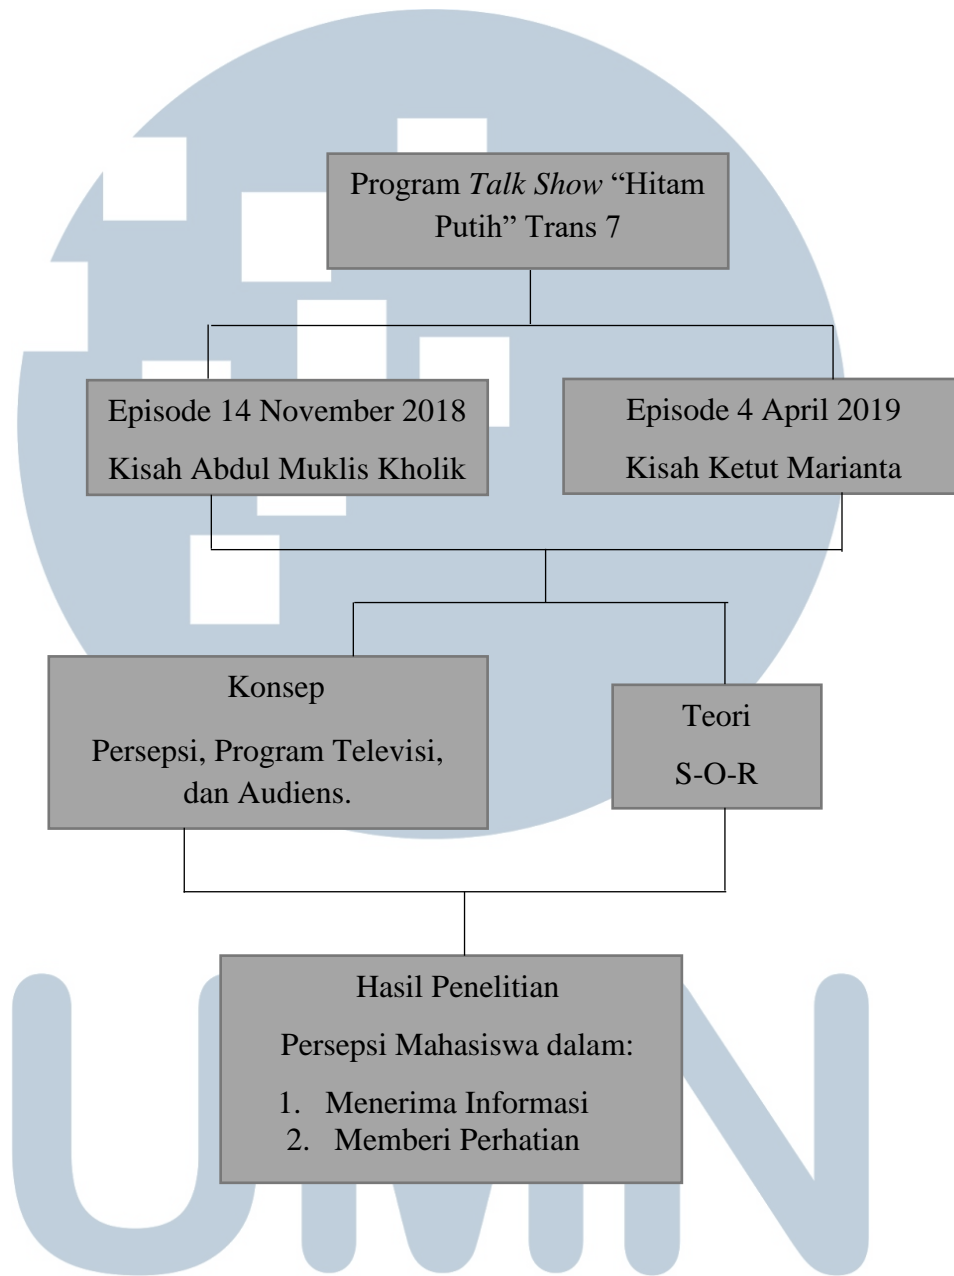 Program Talk Show “Hitam
Putih” Trans 7
Episode 14 November 2018
Kisah Abdul Muklis Kholik
Episode 4 April 2019
Kisah Ketut Marianta
Konsep
Persepsi, Program Televisi,
dan Audiens.
Teori
S-O-R
Hasil Penelitian
Persepsi Mahasiswa dalam:
1. Menerima Informasi
2. Memberi Perhatian
UMN